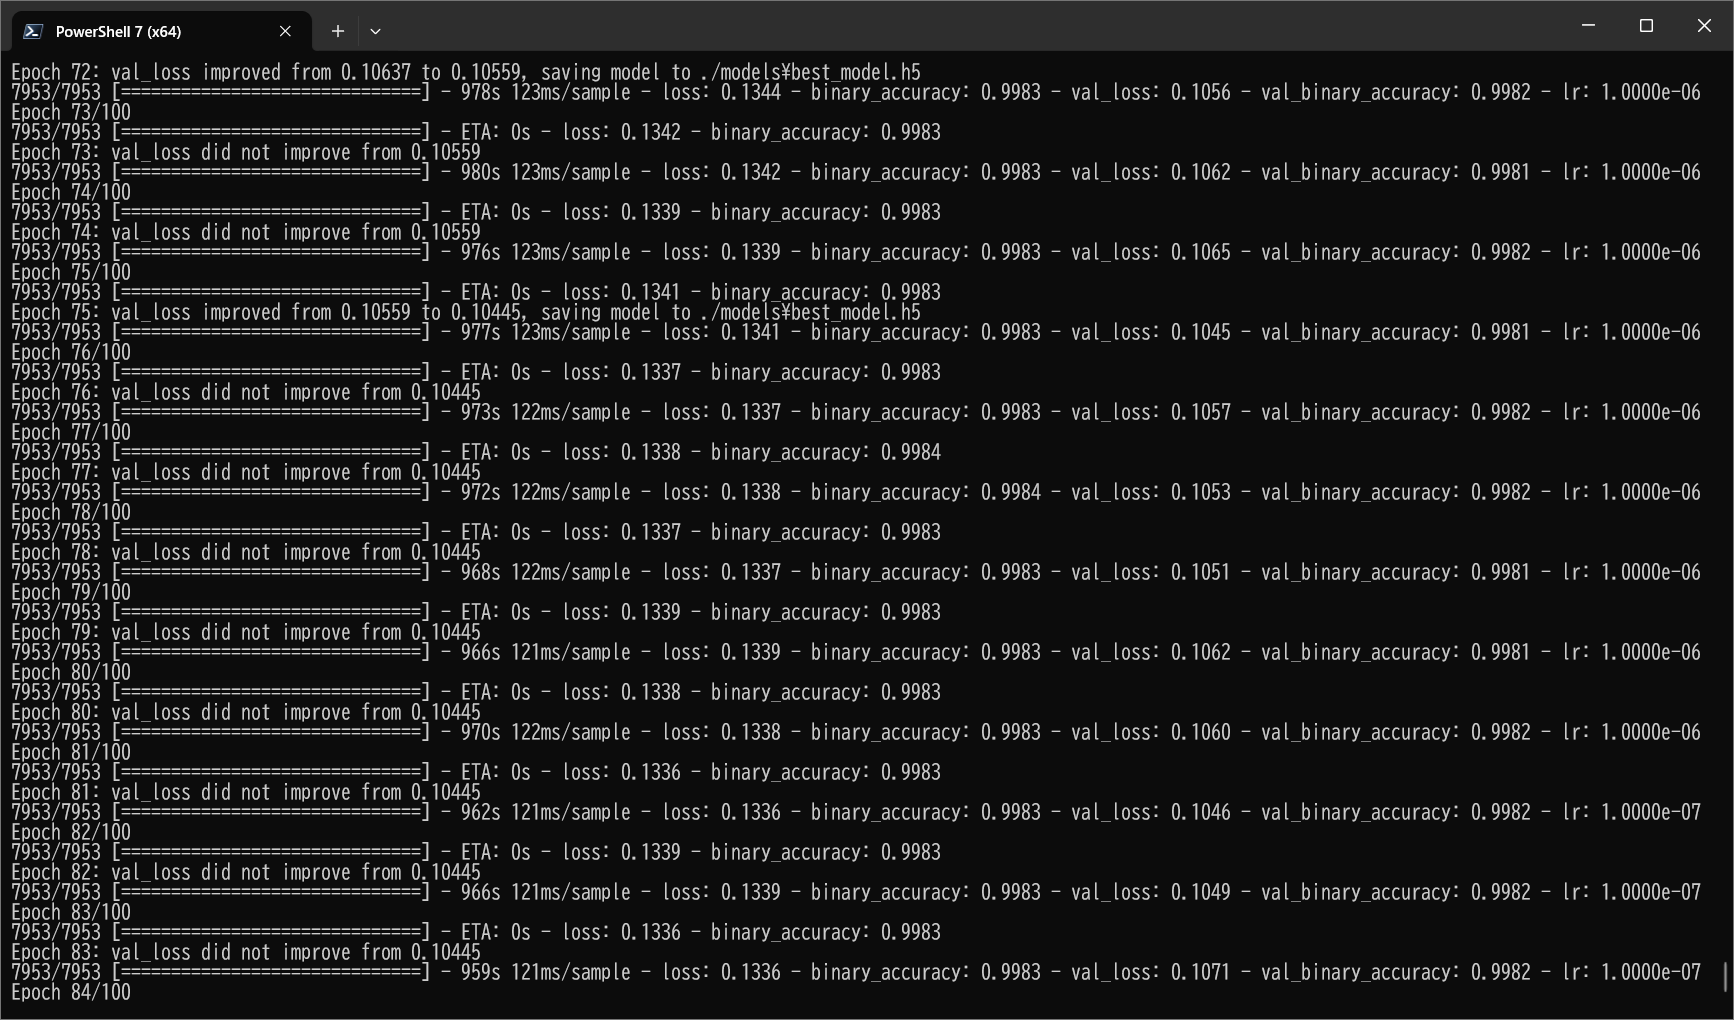 PowerShell 7 (x64)
Epoch 72: val_loss improved from 0.10637 to 0.10559, saving model to ./models¥best_model.h5
7953/7953 [==============================] - 978s 123ms/sample - loss: 0.1344 - binary_accuracy: 0.9983 - val_loss: 0.1056 - val_binary_accuracy: 0.9982 - lr: 1.0000e-06
Epoch 73/100
7953/7953 [==============================] - ETA: 0s - loss: 0.1342 - binary_accuracy: 0.9983
Epoch 73: val_loss did not improve from 0.10559
7953/7953 [==============================] - 980s 123ms/sample - loss: 0.1342 - binary_accuracy: 0.9983 - val_loss: 0.1062 - val_binary_accuracy: 0.9981 - lr: 1.0000e-06
Epoch 74/100
7953/7953 [==============================] - ETA: 0s - loss: 0.1339 - binary_accuracy: 0.9983
Epoch 74: val_loss did not improve from 0.10559
7953/7953 [==============================] - 976s 123ms/sample - loss: 0.1339 - binary_accuracy: 0.9983 - val_loss: 0.1065 - val_binary_accuracy: 0.9982 - lr: 1.0000e-06
Epoch 75/100
7953/7953 [==============================] - ETA: 0s - loss: 0.1341 - binary_accuracy: 0.9983
Epoch 75: val_loss improved from 0.10559 to 0.10445, saving model to ./models¥best_model.h5
7953/7953 [==============================] - 977s 123ms/sample - loss: 0.1341 - binary_accuracy: 0.9983 - val_loss: 0.1045 - val_binary_accuracy: 0.9981 - lr: 1.0000e-06
Epoch 76/100
7953/7953 [==============================] - ETA: 0s - loss: 0.1337 - binary_accuracy: 0.9983
Epoch 76: val_loss did not improve from 0.10445
7953/7953 [==============================] - 973s 122ms/sample - loss: 0.1337 - binary_accuracy: 0.9983 - val_loss: 0.1057 - val_binary_accuracy: 0.9982 - lr: 1.0000e-06
Epoch 77/100
7953/7953 [==============================] - ETA: 0s - loss: 0.1338 - binary_accuracy: 0.9984
Epoch 77: val_loss did not improve from 0.10445
7953/7953 [==============================] - 972s 122ms/sample - loss: 0.1338 - binary_accuracy: 0.9984 - val_loss: 0.1053 - val_binary_accuracy: 0.9982 - lr: 1.0000e-06
Epoch 78/100
7953/7953 [==============================] - ETA: 0s - loss: 0.1337 - binary_accuracy: 0.9983
Epoch 78: val_loss did not improve from 0.10445
7953/7953 [==============================] - 968s 122ms/sample - loss: 0.1337 - binary_accuracy: 0.9983 - val_loss: 0.1051 - val_binary_accuracy: 0.9981 - lr: 1.0000e-06
Epoch 79/100
7953/7953 [==============================] - ETA: 0s - loss: 0.1339 - binary_accuracy: 0.9983
Epoch 79: val_loss did not improve from 0.10445
7953/7953 [==============================] - 966s 121ms/sample - loss: 0.1339 - binary_accuracy: 0.9983 - val_loss: 0.1062 - val_binary_accuracy: 0.9981 - lr: 1.0000e-06
Epoch 80/100
7953/7953 [==============================] - ETA: 0s - loss: 0.1338 - binary_accuracy: 0.9983
Epoch 80: val_loss did not improve from 0.10445
7953/7953 [==============================] - 970s 122ms/sample - loss: 0.1338 - binary_accuracy: 0.9983 - val_loss: 0.1060 - val_binary_accuracy: 0.9982 - lr: 1.0000e-06
Epoch 81/100
7953/7953 [==============================] - ETA: 0s - loss: 0.1336 - binary_accuracy: 0.9983
Epoch 81: val_loss did not improve from 0.10445
7953/7953 [==============================] - 962s 121ms/sample - loss: 0.1336 - binary_accuracy: 0.9983 - val_loss: 0.1046 - val_binary_accuracy: 0.9982 - lr: 1.0000e-07
Epoch 82/100
7953/7953 [==============================] - ETA: 0s - loss: 0.1339 - binary_accuracy: 0.9983
Epoch 82: val_loss did not improve from 0.10445
7953/7953 [==============================] - 966s 121ms/sample - loss: 0.1339 - binary_accuracy: 0.9983 - val_loss: 0.1049 - val_binary_accuracy: 0.9982 - lr: 1.0000e-07
Epoch 83/100
7953/7953 [==============================] - ETA: 0s - loss: 0.1336 - binary_accuracy: 0.9983
Epoch 83: val_loss did not improve from 0.10445
7953/7953 [==============================] - 959s 121ms/sample - loss: 0.1336 - binary_accuracy: 0.9983 - val_loss: 0.1071 - val_binary_accuracy: 0.9982 - lr: 1.0000e-07
Epoch 84/100